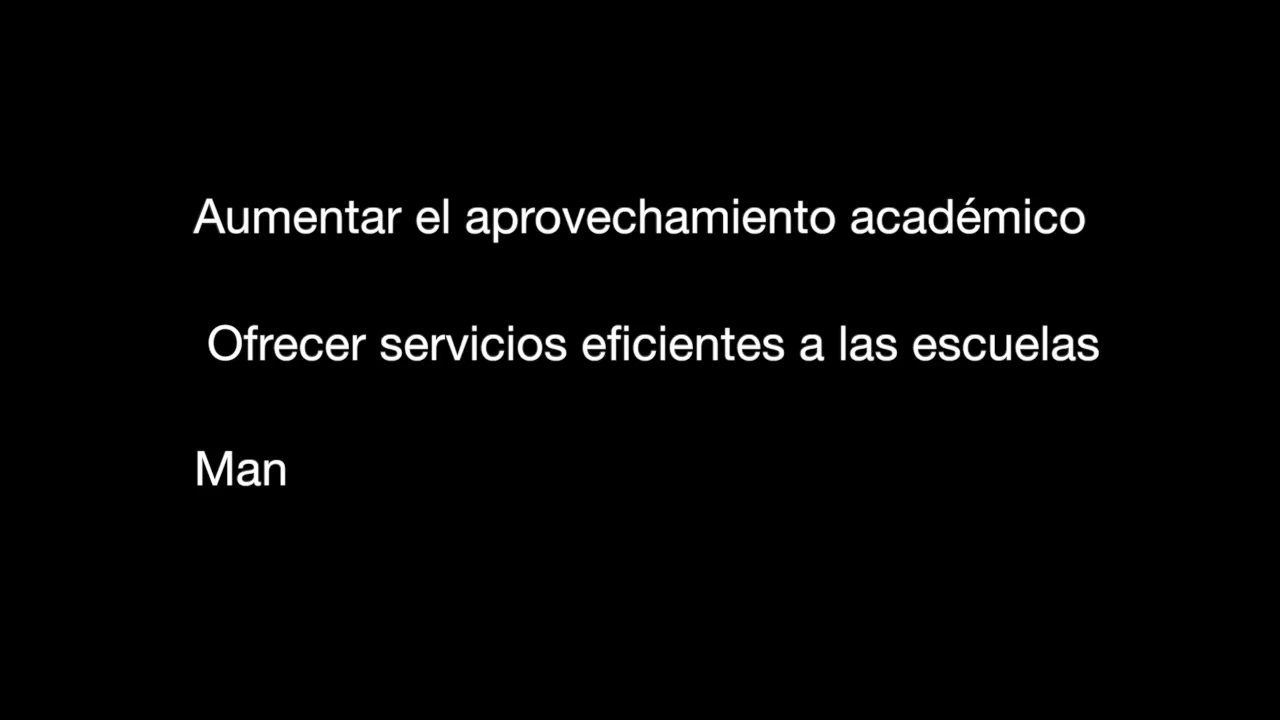 Aumentar el aprovechamiento académico
Ofrecer servicios eficientes a las escuelas
Man